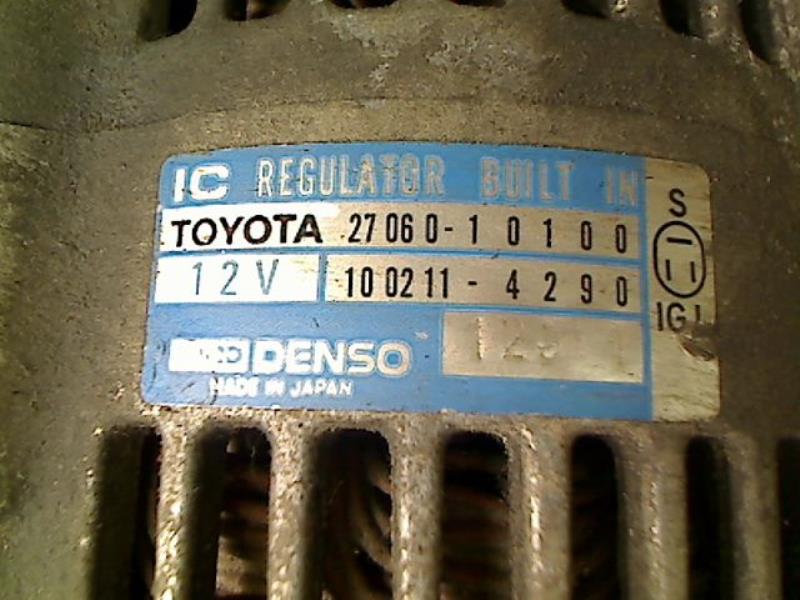 IC REGULATOR BUILT IN
TOYOTA 27060-10100
12V 100211-4290
DENSO
MADE IN JAPAN
S
IG L